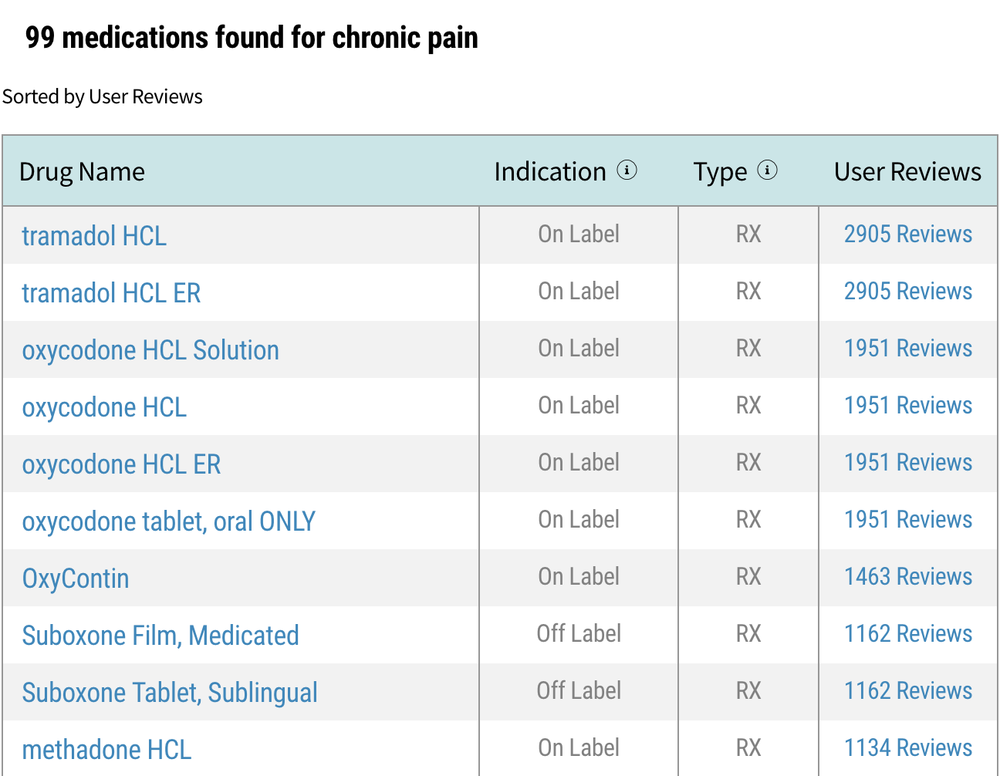 99 medications found for chronic pain
Sorted by User Reviews
Drug Name Indication Type User Reviews
tramadol HCL On Label RX 2905 Reviews
tramadol HCL ER On Label RX 2905 Reviews
oxycodone HCL Solution On Label RX 1951 Reviews
oxycodone HCL On Label RX 1951 Reviews
oxycodone HCL ER On Label RX 1951 Reviews
oxycodone tablet, oral ONLY On Label RX 1951 Reviews
OxyContin On Label RX 1463 Reviews
Suboxone Film, Medicated Off Label RX 1162 Reviews
Suboxone Tablet, Sublingual Off Label RX 1162 Reviews
methadone HCL On Label RX 1134 Reviews